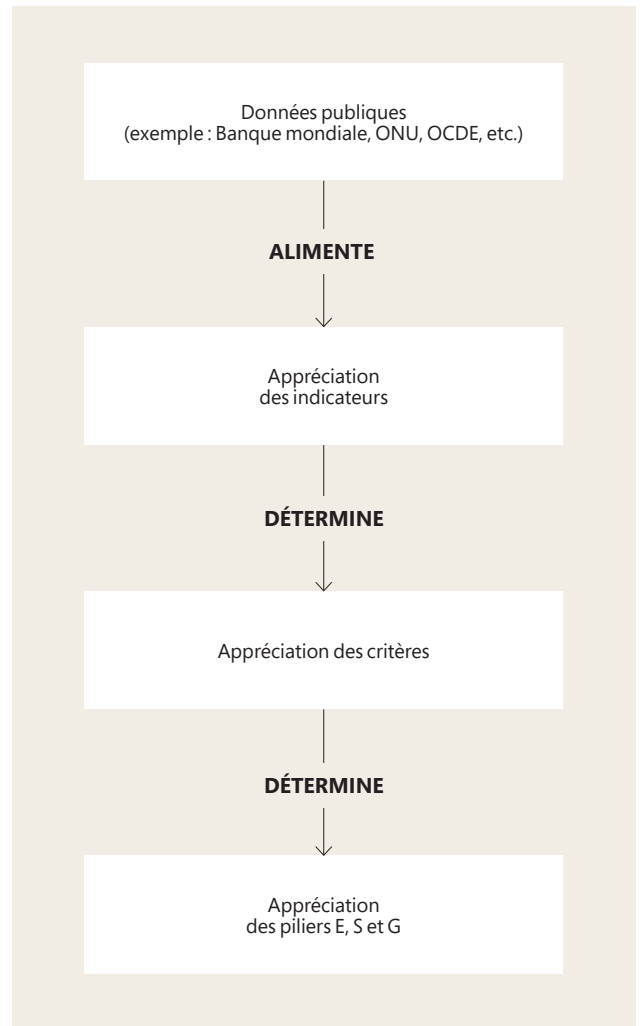 Données publiques
(exemple : Banque mondiale, ONU, OCDE, etc.)
ALIMENTE
Appréciation
des indicateurs
DÉTERMINE
Appréciation des critères
DÉTERMINE
Appréciation
des piliers E, S et G